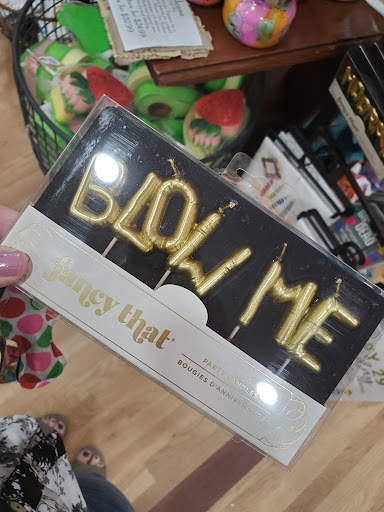 BLOW ME
fancy that
PARTY CANDLES
BOUGIES D'ANNIVERSAIRE